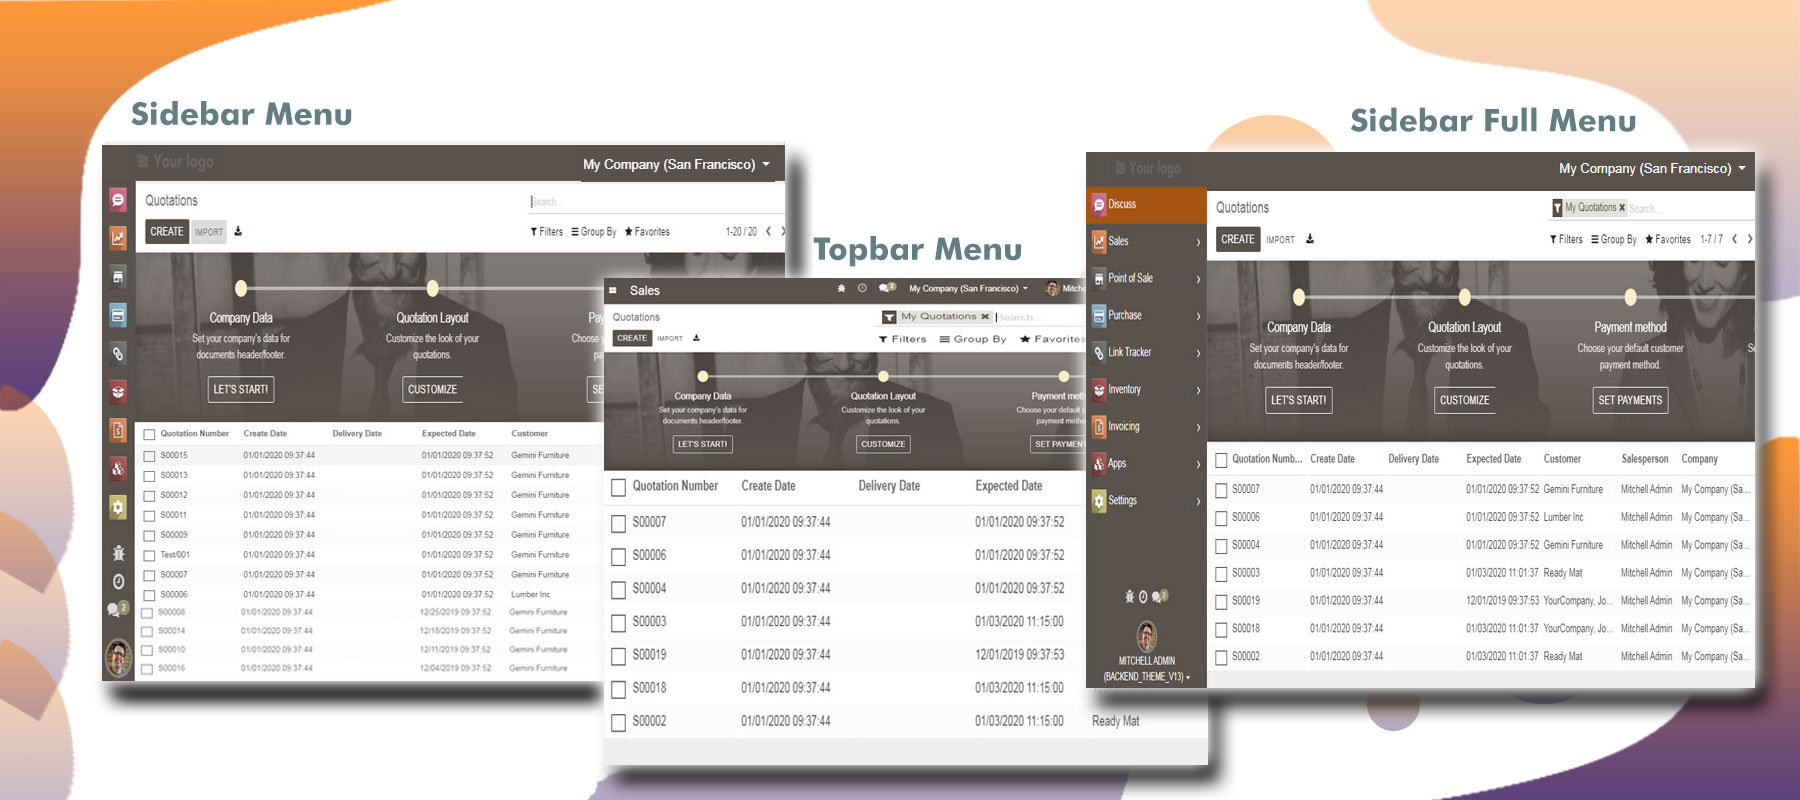 Sidebar Menu
Your logo
My Company (San Francisco)
Quotations
Search...
CREATE
IMPORT
Filters
Group By
Favorites
1-20 / 20
Company Data
Set your company's data for
documents header/footer.
LET'S START!
Quotation Layout
Customize the look of your
quotations.
CUSTOMIZE
Quotation Number Create Date Delivery Date Expected Date Customer
S00015 01/01/2020 09:37:44 01/01/2020 09:37:52 Gemini Furniture
S00013 01/01/2020 09:37:44 01/01/2020 09:37:52 Gemini Furniture
S00012 01/01/2020 09:37:44 01/01/2020 09:37:52 Gemini Furniture
S00011 01/01/2020 09:37:44 01/01/2020 09:37:52 Gemini Furniture
S00009 01/01/2020 09:37:44 01/01/2020 09:37:52 Gemini Furniture
Test/001 01/01/2020 09:37:44 01/01/2020 09:37:52 Gemini Furniture
S00007 01/01/2020 09:37:44 01/01/2020 09:37:52 Gemini Furniture
S00006 01/01/2020 09:37:44 01/01/2020 09:37:52 Lumber Inc
S00008 01/01/2020 09:37:44 12/25/2019 09:37:52 Gemini Furniture
S00014 01/01/2020 09:37:44 12/18/2019 09:37:52 Gemini Furniture
S00010 01/01/2020 09:37:44 12/11/2019 09:37:52 Gemini Furniture
S00016 01/01/2020 09:37:44 12/04/2019 09:37:52 Gemini Furniture
2
Topbar Menu
Sales
2
My Company (San Francisco)
Quotations
My Quotations
Search...
CREATE
IMPORT
Filters
Group By
Favorites
Company Data
Set your company's data for
documents header/footer.
LET'S START!
Quotation Layout
Customize the look of your
quotations.
CUSTOMIZE
Payment
Choose your default
payment method.
SET
Quotation Number Create Date Delivery Date Expected Date
S00007 01/01/2020 09:37:44 01/01/2020 09:37:52
S00006 01/01/2020 09:37:44 01/01/2020 09:37:52
S00004 01/01/2020 09:37:44 01/01/2020 09:37:52
S00003 01/01/2020 09:37:44 01/03/2020 11:15:00
S00019 01/01/2020 09:37:44 12/01/2019 09:37:53
S00018 01/01/2020 09:37:44 01/03/2020 11:15:00
S00002 01/01/2020 09:37:44 01/03/2020 11:15:00 Ready Mat
Sidebar Full Menu
Your logo
My Company (San Francisco)
Discuss
Sales
Point of Sale
Purchase
Link Tracker
Inventory
Invoicing
Apps
Settings
2
MITCHELL ADMIN
(BACKEND_THEME_V13)
Quotations
My Quotations
Search...
CREATE
IMPORT
Filters
Group By
Favorites
1-7 / 7
Company Data
Set your company's data for
documents header/footer.
LET'S START!
Quotation Layout
Customize the look of your
quotations.
CUSTOMIZE
Payment method
Choose your default customer
payment method.
SET PAYMENTS
Quotation Numb... Create Date Delivery Date Expected Date Customer Salesperson Company
S00007 01/01/2020 09:37:44 01/01/2020 09:37:52 Gemini Furniture Mitchell Admin My Company (Sa...
S00006 01/01/2020 09:37:44 01/01/2020 09:37:52 Lumber Inc Mitchell Admin My Company (Sa...
S00004 01/01/2020 09:37:44 01/01/2020 09:37:52 Gemini Furniture Mitchell Admin My Company (Sa...
S00003 01/01/2020 09:37:44 01/03/2020 11:01:37 Ready Mat Mitchell Admin My Company (Sa...
S00019 01/01/2020 09:37:44 12/01/2019 09:37:53 YourCompany, Jo... Mitchell Admin My Company (Sa...
S00018 01/01/2020 09:37:44 01/03/2020 11:01:37 YourCompany, Jo... Mitchell Admin My Company (Sa...
S00002 01/01/2020 09:37:44 01/03/2020 11:01:37 Ready Mat Mitchell Admin My Company (Sa...